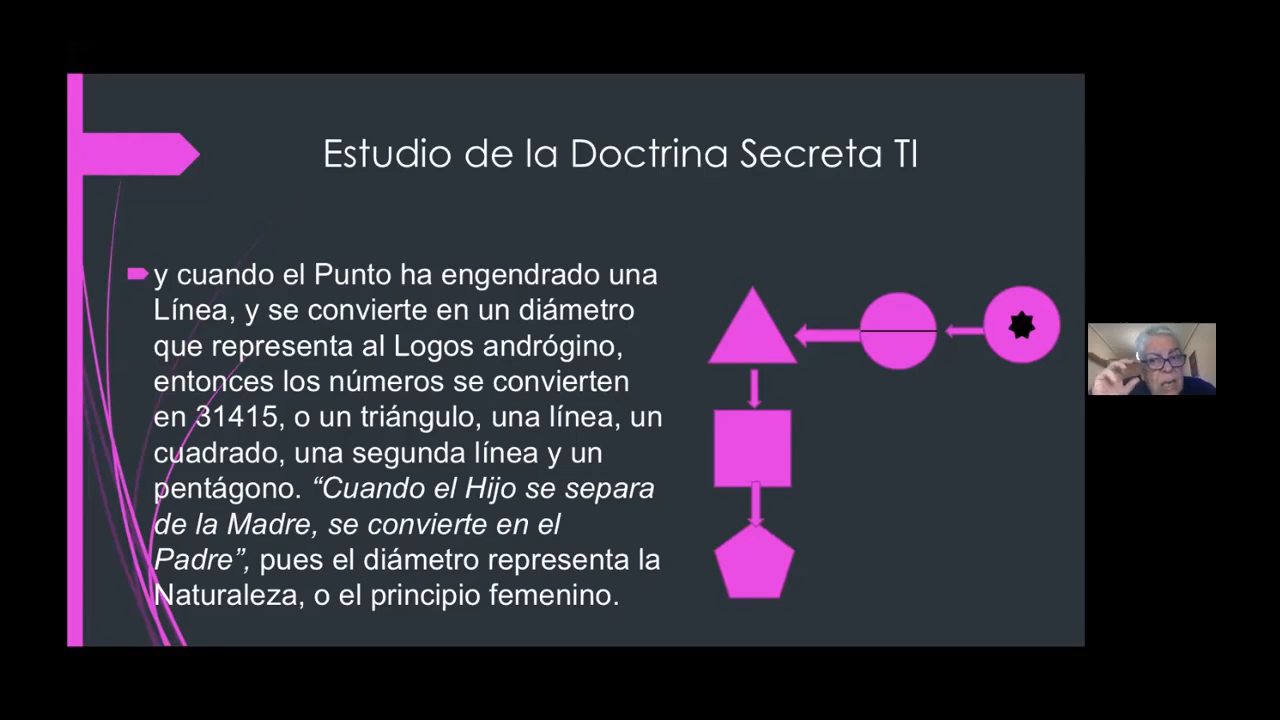 Estudio de la Doctrina Secreta TI
y cuando el Punto ha engendrado una
Línea, y se convierte en un diámetro
que representa al Logos andrógino,
entonces los números se convierten
en 31415, o un triángulo, una línea, un
cuadrado, una segunda línea y un
pentágono. “Cuando el Hijo se separa
de la Madre, se convierte en el
Padre”, pues el diámetro representa la
Naturaleza, o el principio femenino.